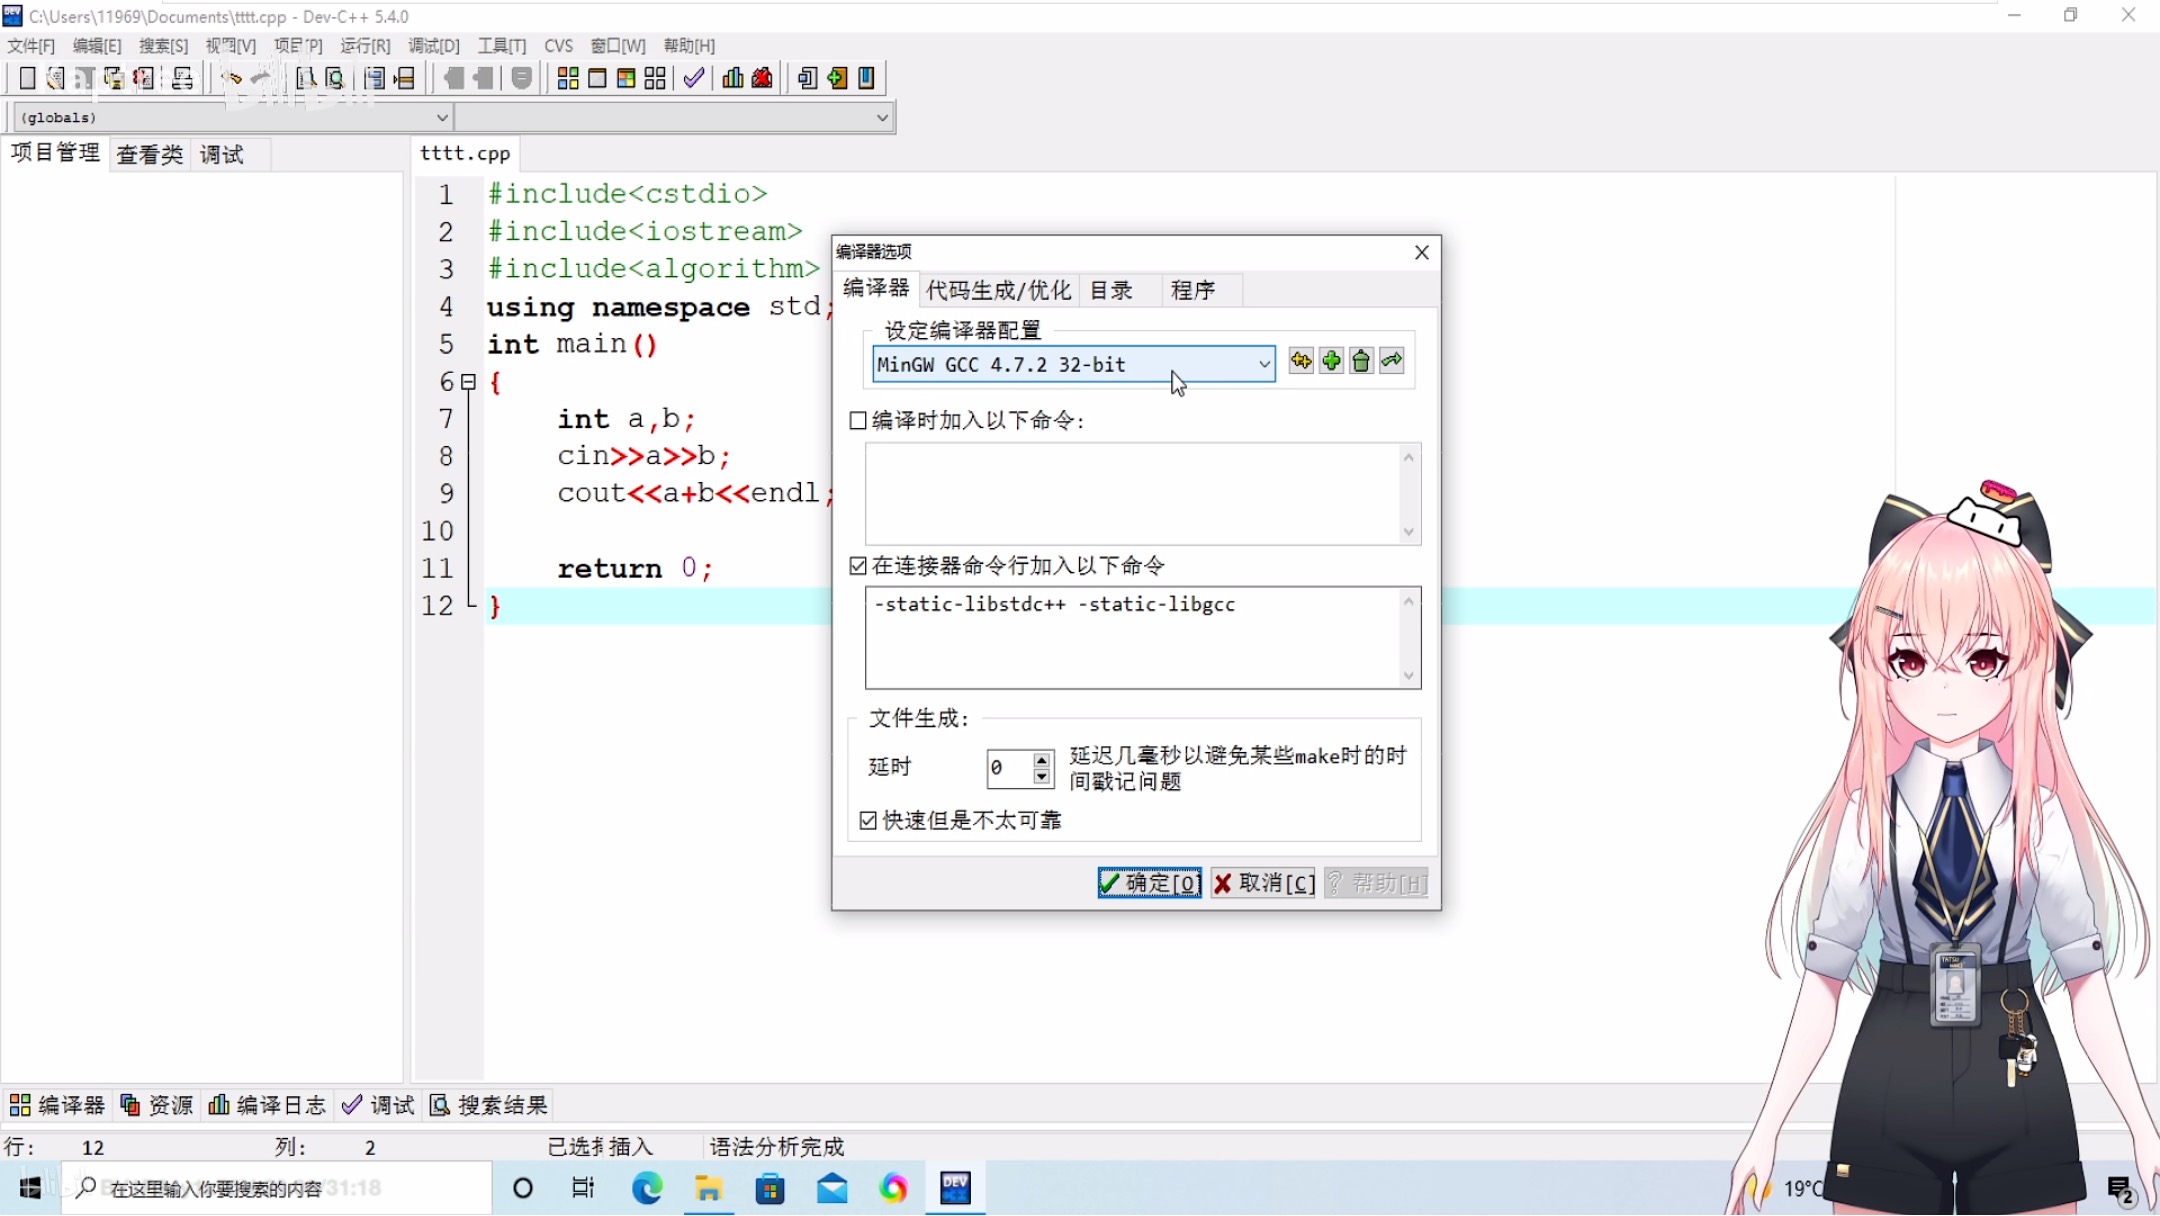 C:\Users\11969\Documents\tttt.cpp - Dev-C++ 5.4.0
文件[F] 编辑[E] 搜索[S] 视图[V] 项目[P] 运行[R] 调试[D] 工具[T] CVS 窗口[W] 帮助[H]
(globals)
项目管理 查看类 调试
tttt.cpp
1 #include<cstdio>
2 #include<iostream>
3 #include<algorithm>
4 using namespace std;
5 int main()
6 {
7 int a,b;
8 cin>>a>>b;
9 cout<<a+b<<endl;
10
11 return 0;
12 }
编译器选项
编译器 代码生成/优化 目录 程序
设定编译器配置
MinGW GCC 4.7.2 32-bit
编译时加入以下命令:
在连接器命令行加入以下命令
-static-libstdc++ -static-libgcc
文件生成:
延时 0 延迟几毫秒以避免某些make时的时
间戳记问题
快速但是不太可靠
确定[O] 取消[C] ? 帮助[H]
编译器 资源 编译日志 调试 搜索结果
行: 12 列: 2 已选择 插入 语法分析完成
在这里输入你要搜索的内容 /31:18
DEV
19°C
2